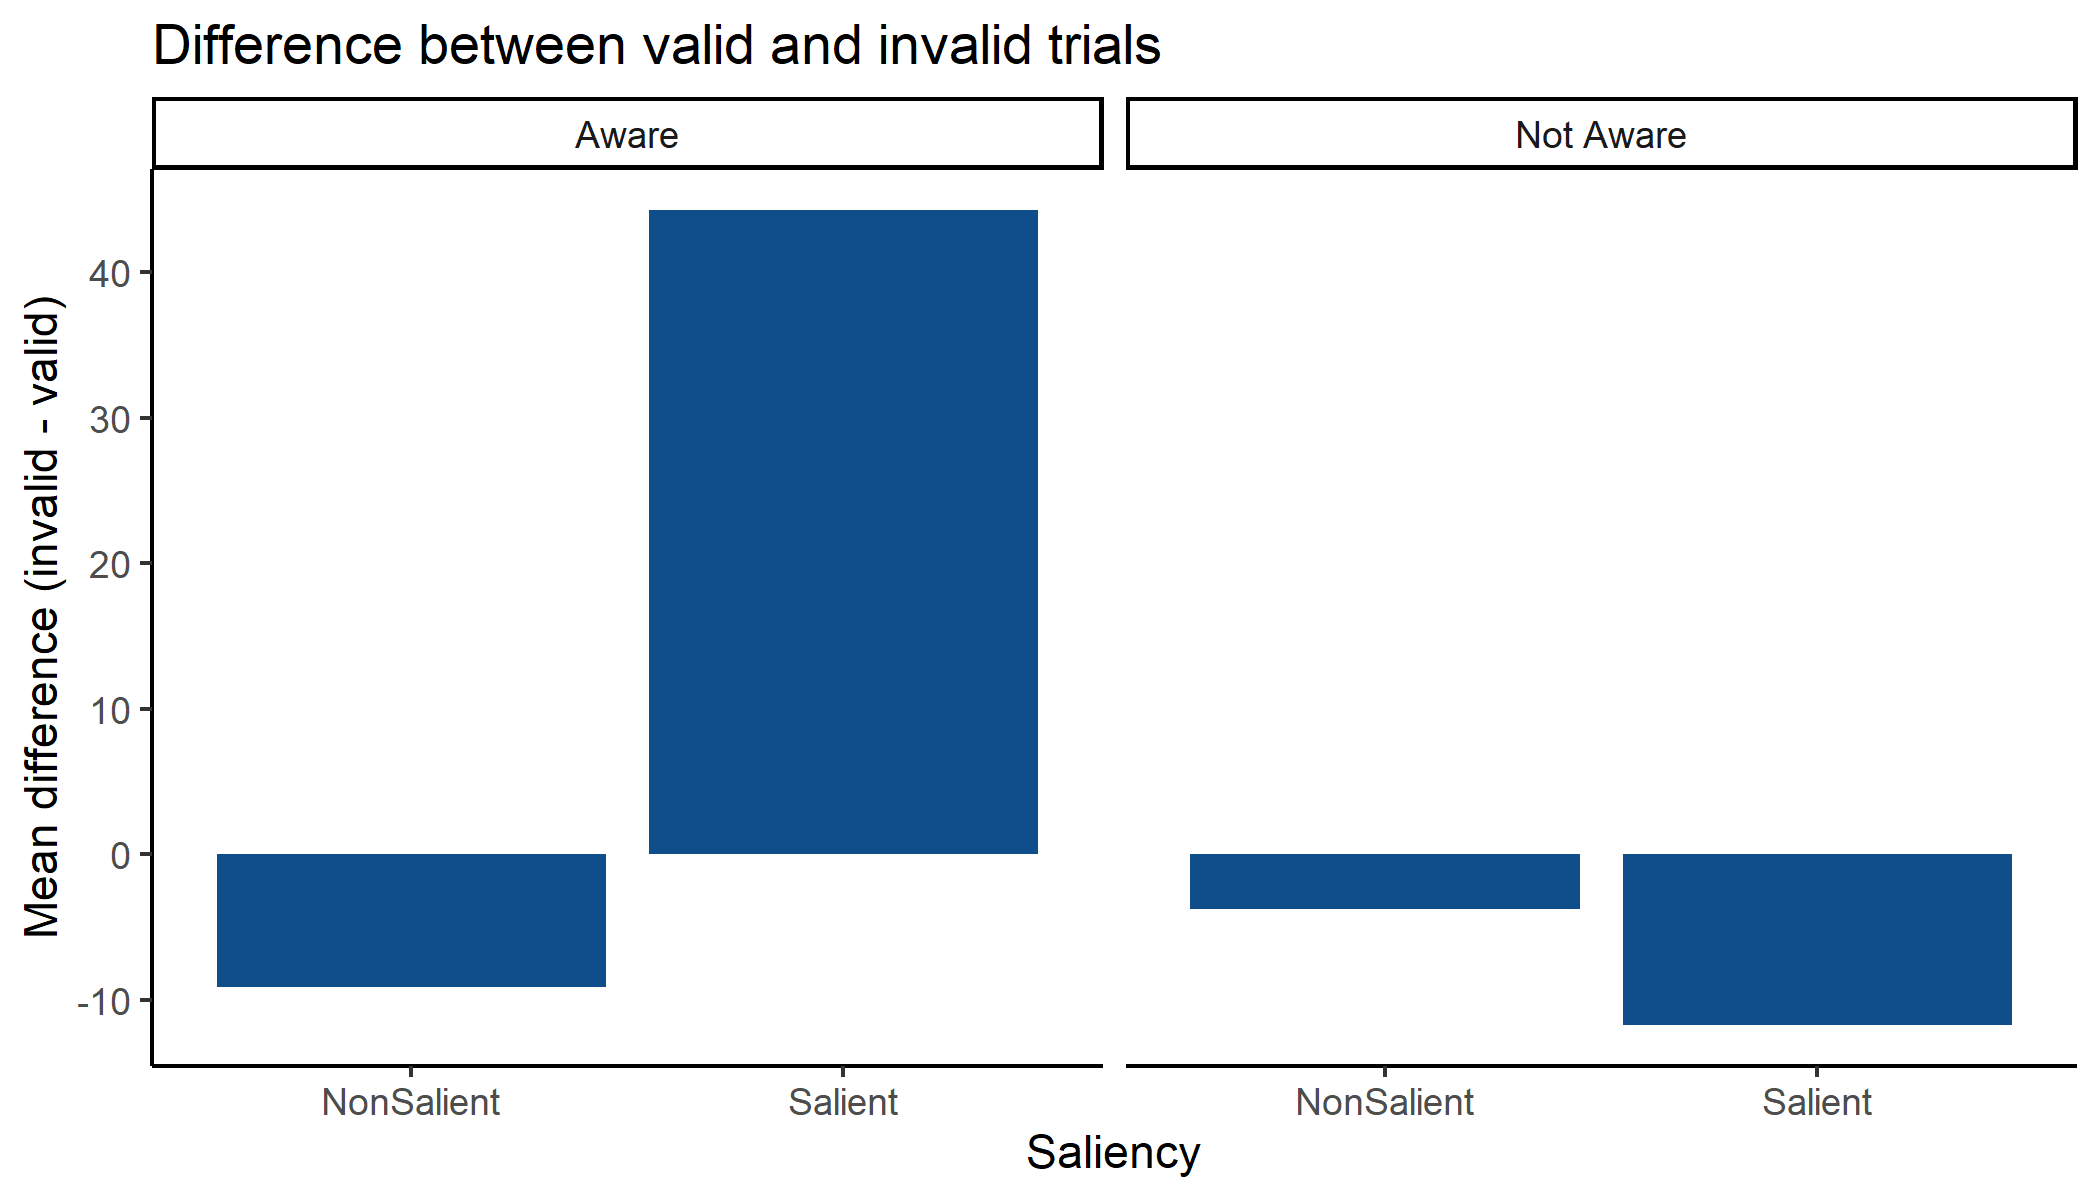 Difference between valid and invalid trials
Aware
Not Aware
Mean difference (invalid - valid)
40
30
20
10
0
-10
NonSalient
Salient
NonSalient
Salient
Saliency